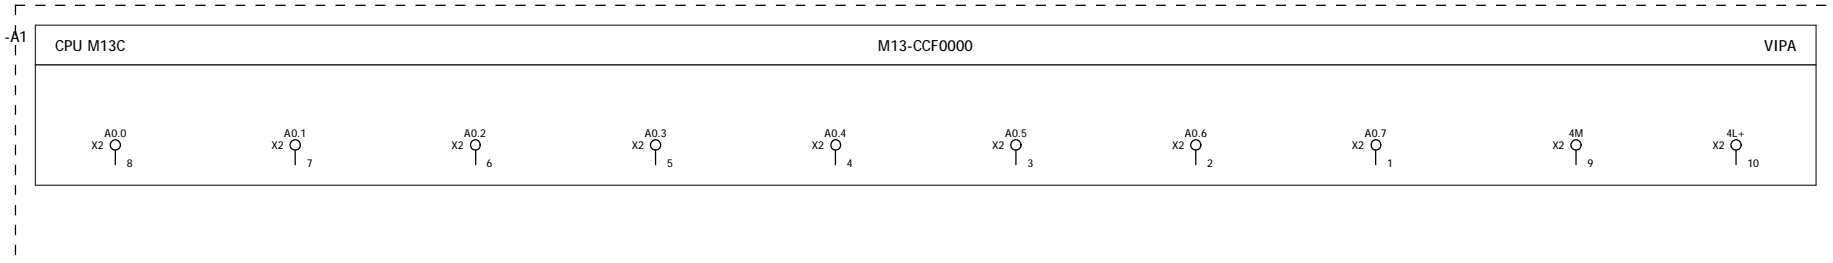 -A1
CPU M13C M13-CCF0000 VIPA
A0.0 A0.1 A0.2 A0.3 A0.4 A0.5 A0.6 A0.7 4M 4L+
X2 X2 X2 X2 X2 X2 X2 X2 X2 X2
8 7 6 5 4 3 2 1 9 10